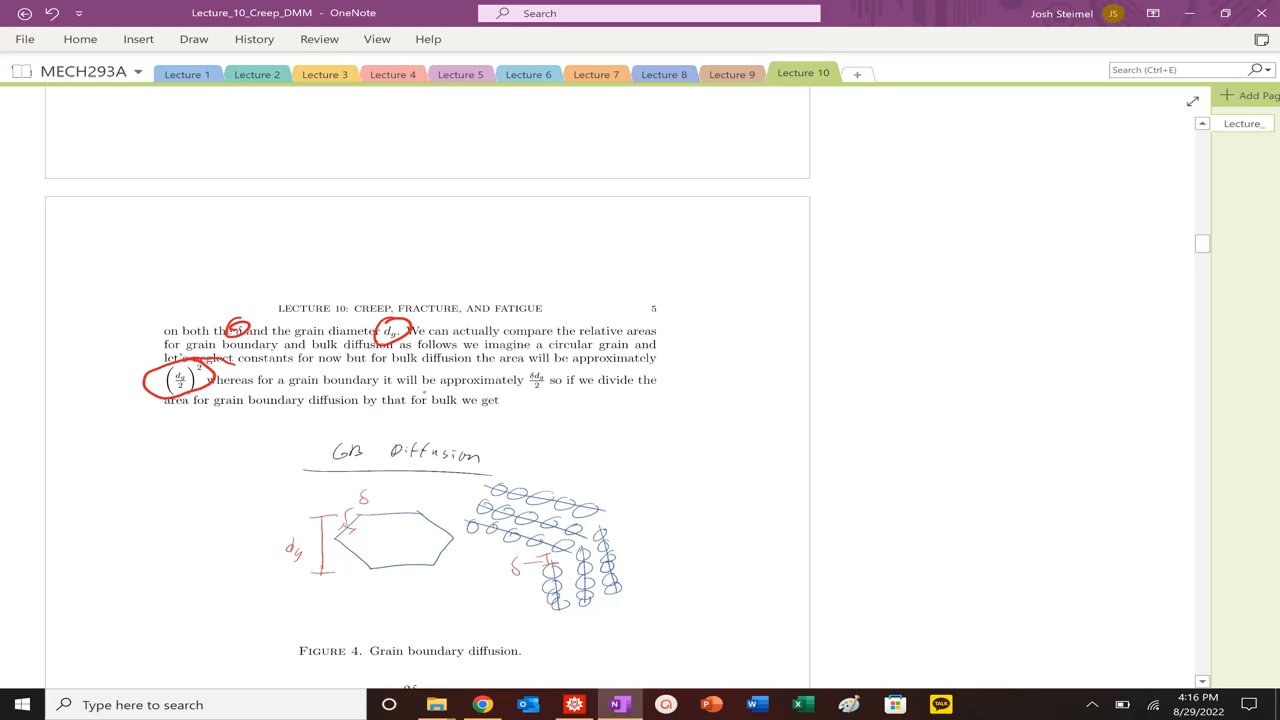 Lecture_10_Creep_DMM - OneNote
Search
Josh Steimel JS
File Home Insert Draw History Review View Help
MECH293A Lecture 1 Lecture 2 Lecture 3 Lecture 4 Lecture 5 Lecture 6 Lecture 7 Lecture 8 Lecture 9 Lecture 10
Search (Ctrl+E)
Add Pag
Lecture_
LECTURE 10: CREEP, FRACTURE, AND FATIGUE 5
on both the and the grain diameter d_g. We can actually compare the relative areas
for grain boundary and bulk diffusion as follows we imagine a circular grain and
let's neglect constants for now but for bulk diffusion the area will be approximately
(d_g/2)^2 whereas for a grain boundary it will be approximately δd_g/2 so if we divide the
area for grain boundary diffusion by that for bulk we get
GB Diffusion
δ
d_g
δ
FIGURE 4. Grain boundary diffusion.
2δ
Type here to search
TALK
4:16 PM
8/29/2022